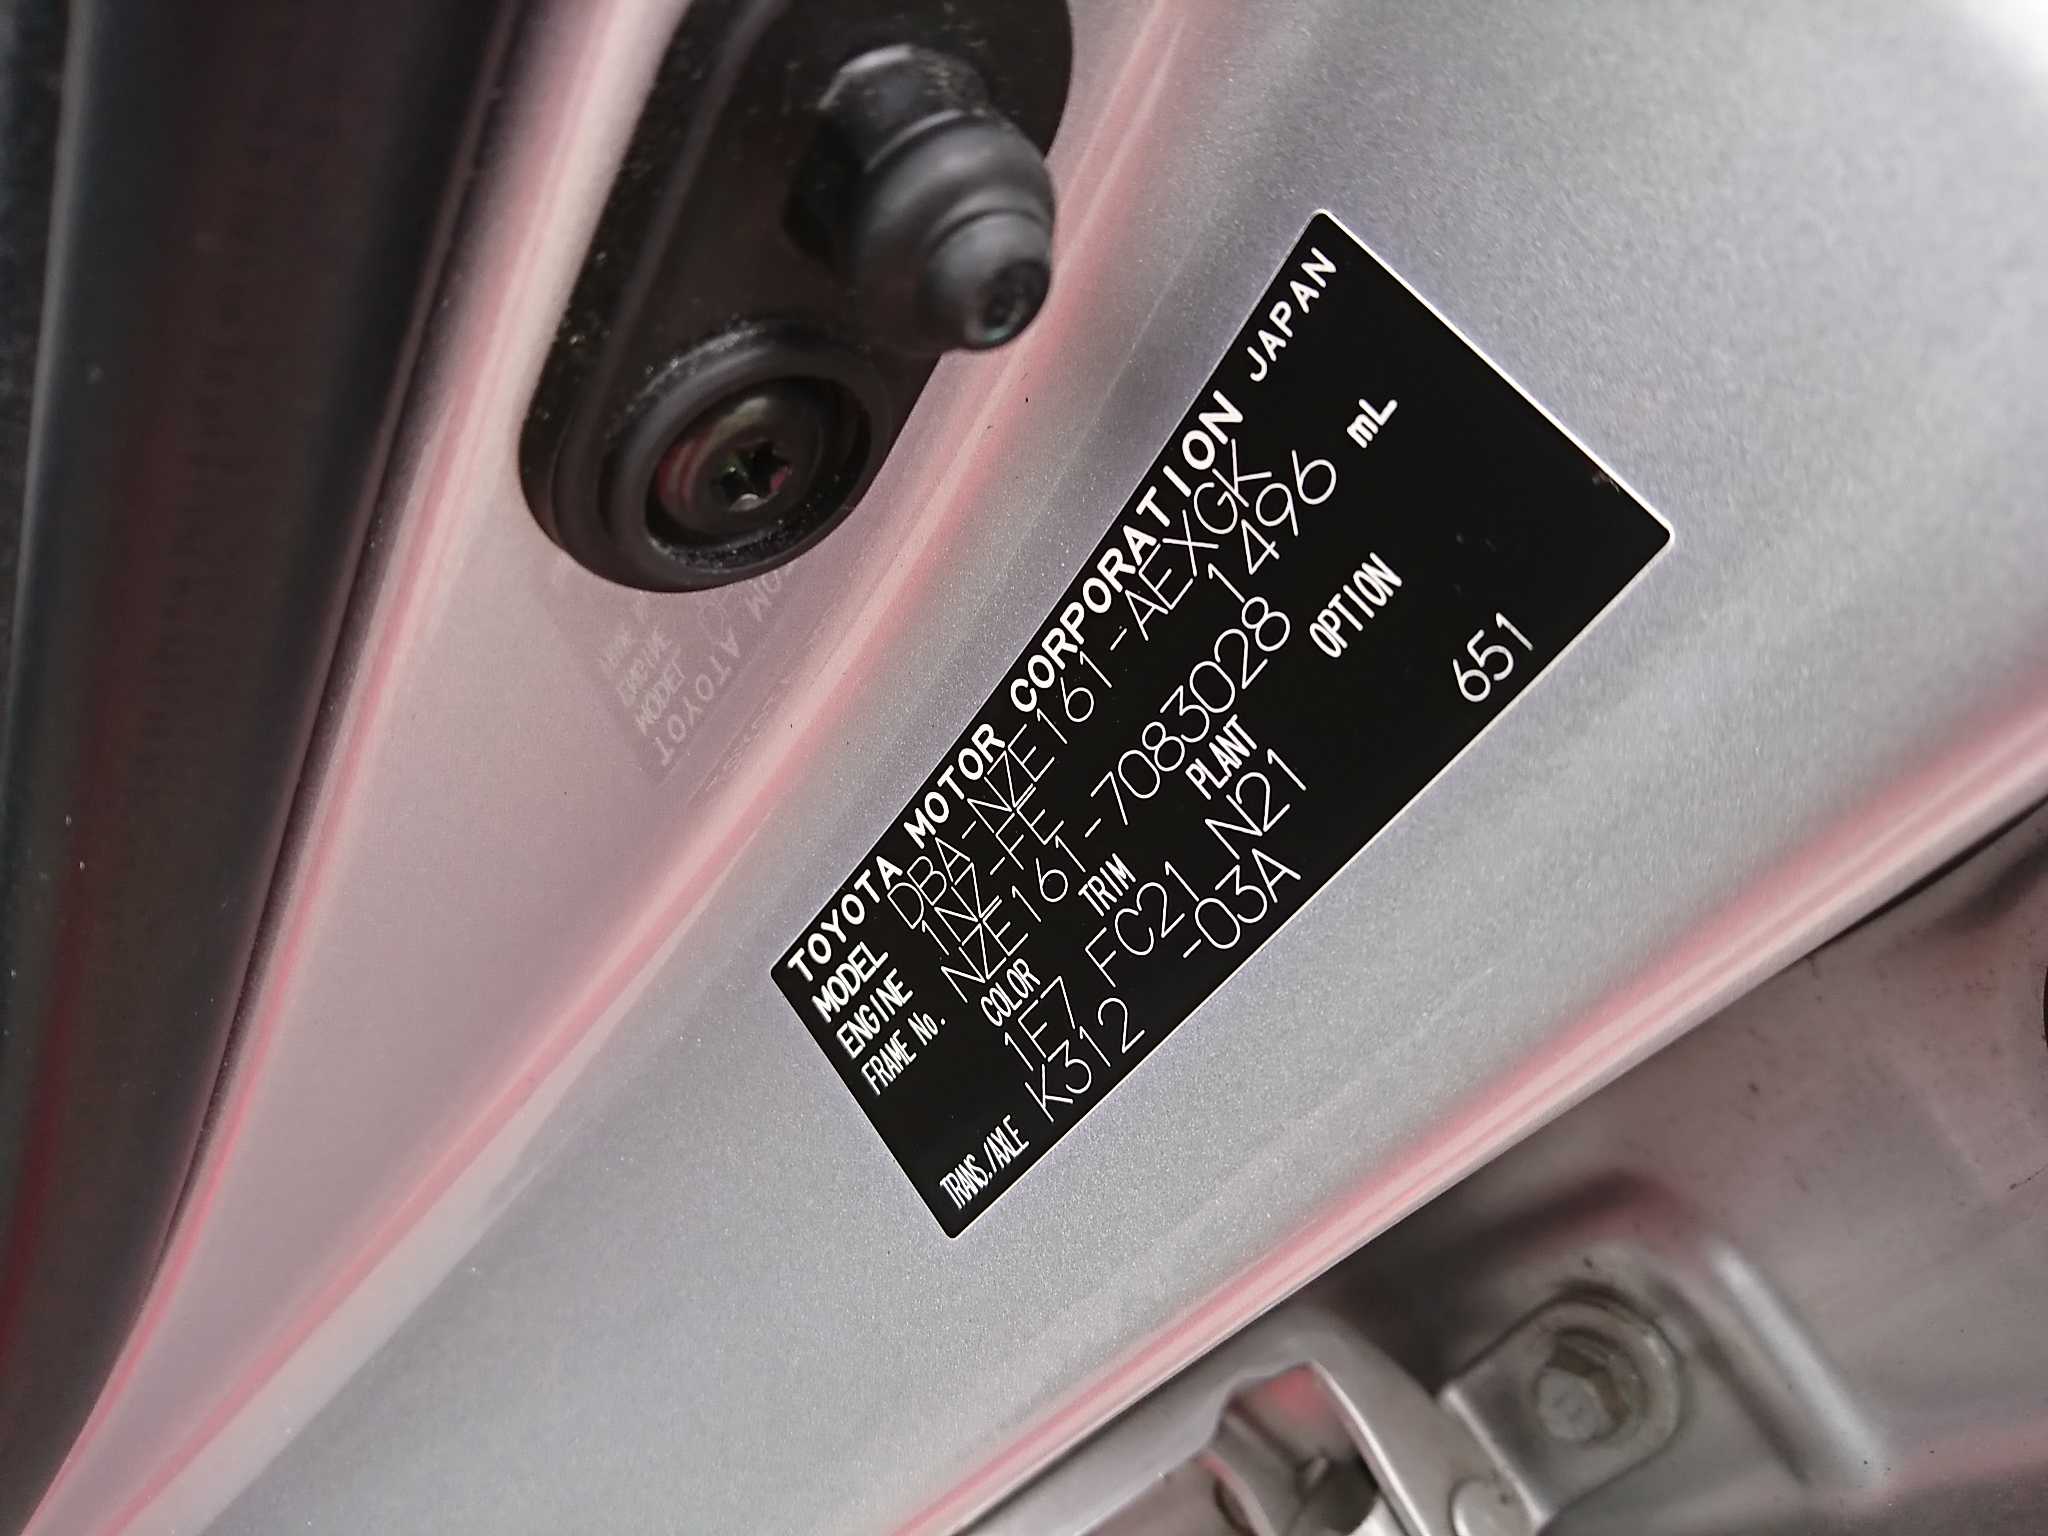 TOYOTA MOTOR CORPORATION JAPAN
MODEL DBA-NZE161-AEXGK
ENGINE 1NZ-FE 1496 mL
FRAME No. NZE161-7083028
COLOR TRIM PLANT OPTION
1F7 FC21 N21 651
TRANS./AXLE K312 -03A